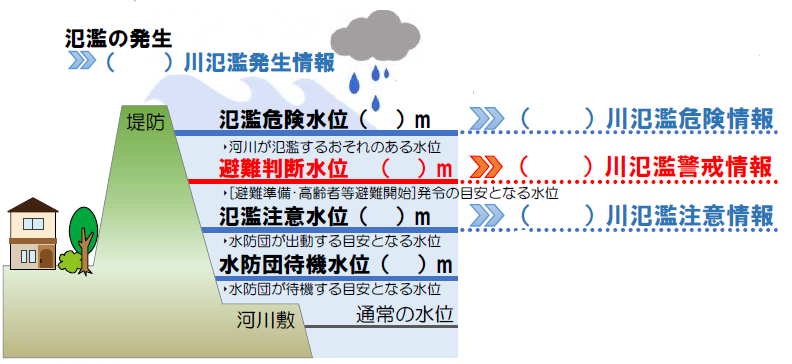 氾濫の発生
（　　）川氾濫発生情報
堤防
氾濫危険水位（　）m
（　　）川氾濫危険情報
・河川が氾濫するおそれのある水位
避難判断水位　（　）m
（　　）川氾濫警戒情報
・[避難準備・高齢者等避難開始]発令の目安となる水位
氾濫注意水位（　）m
（　　）川氾濫注意情報
・水防団が出動する目安となる水位
水防団待機水位（　）m
・水防団が待機する目安となる水位
河川敷
通常の水位